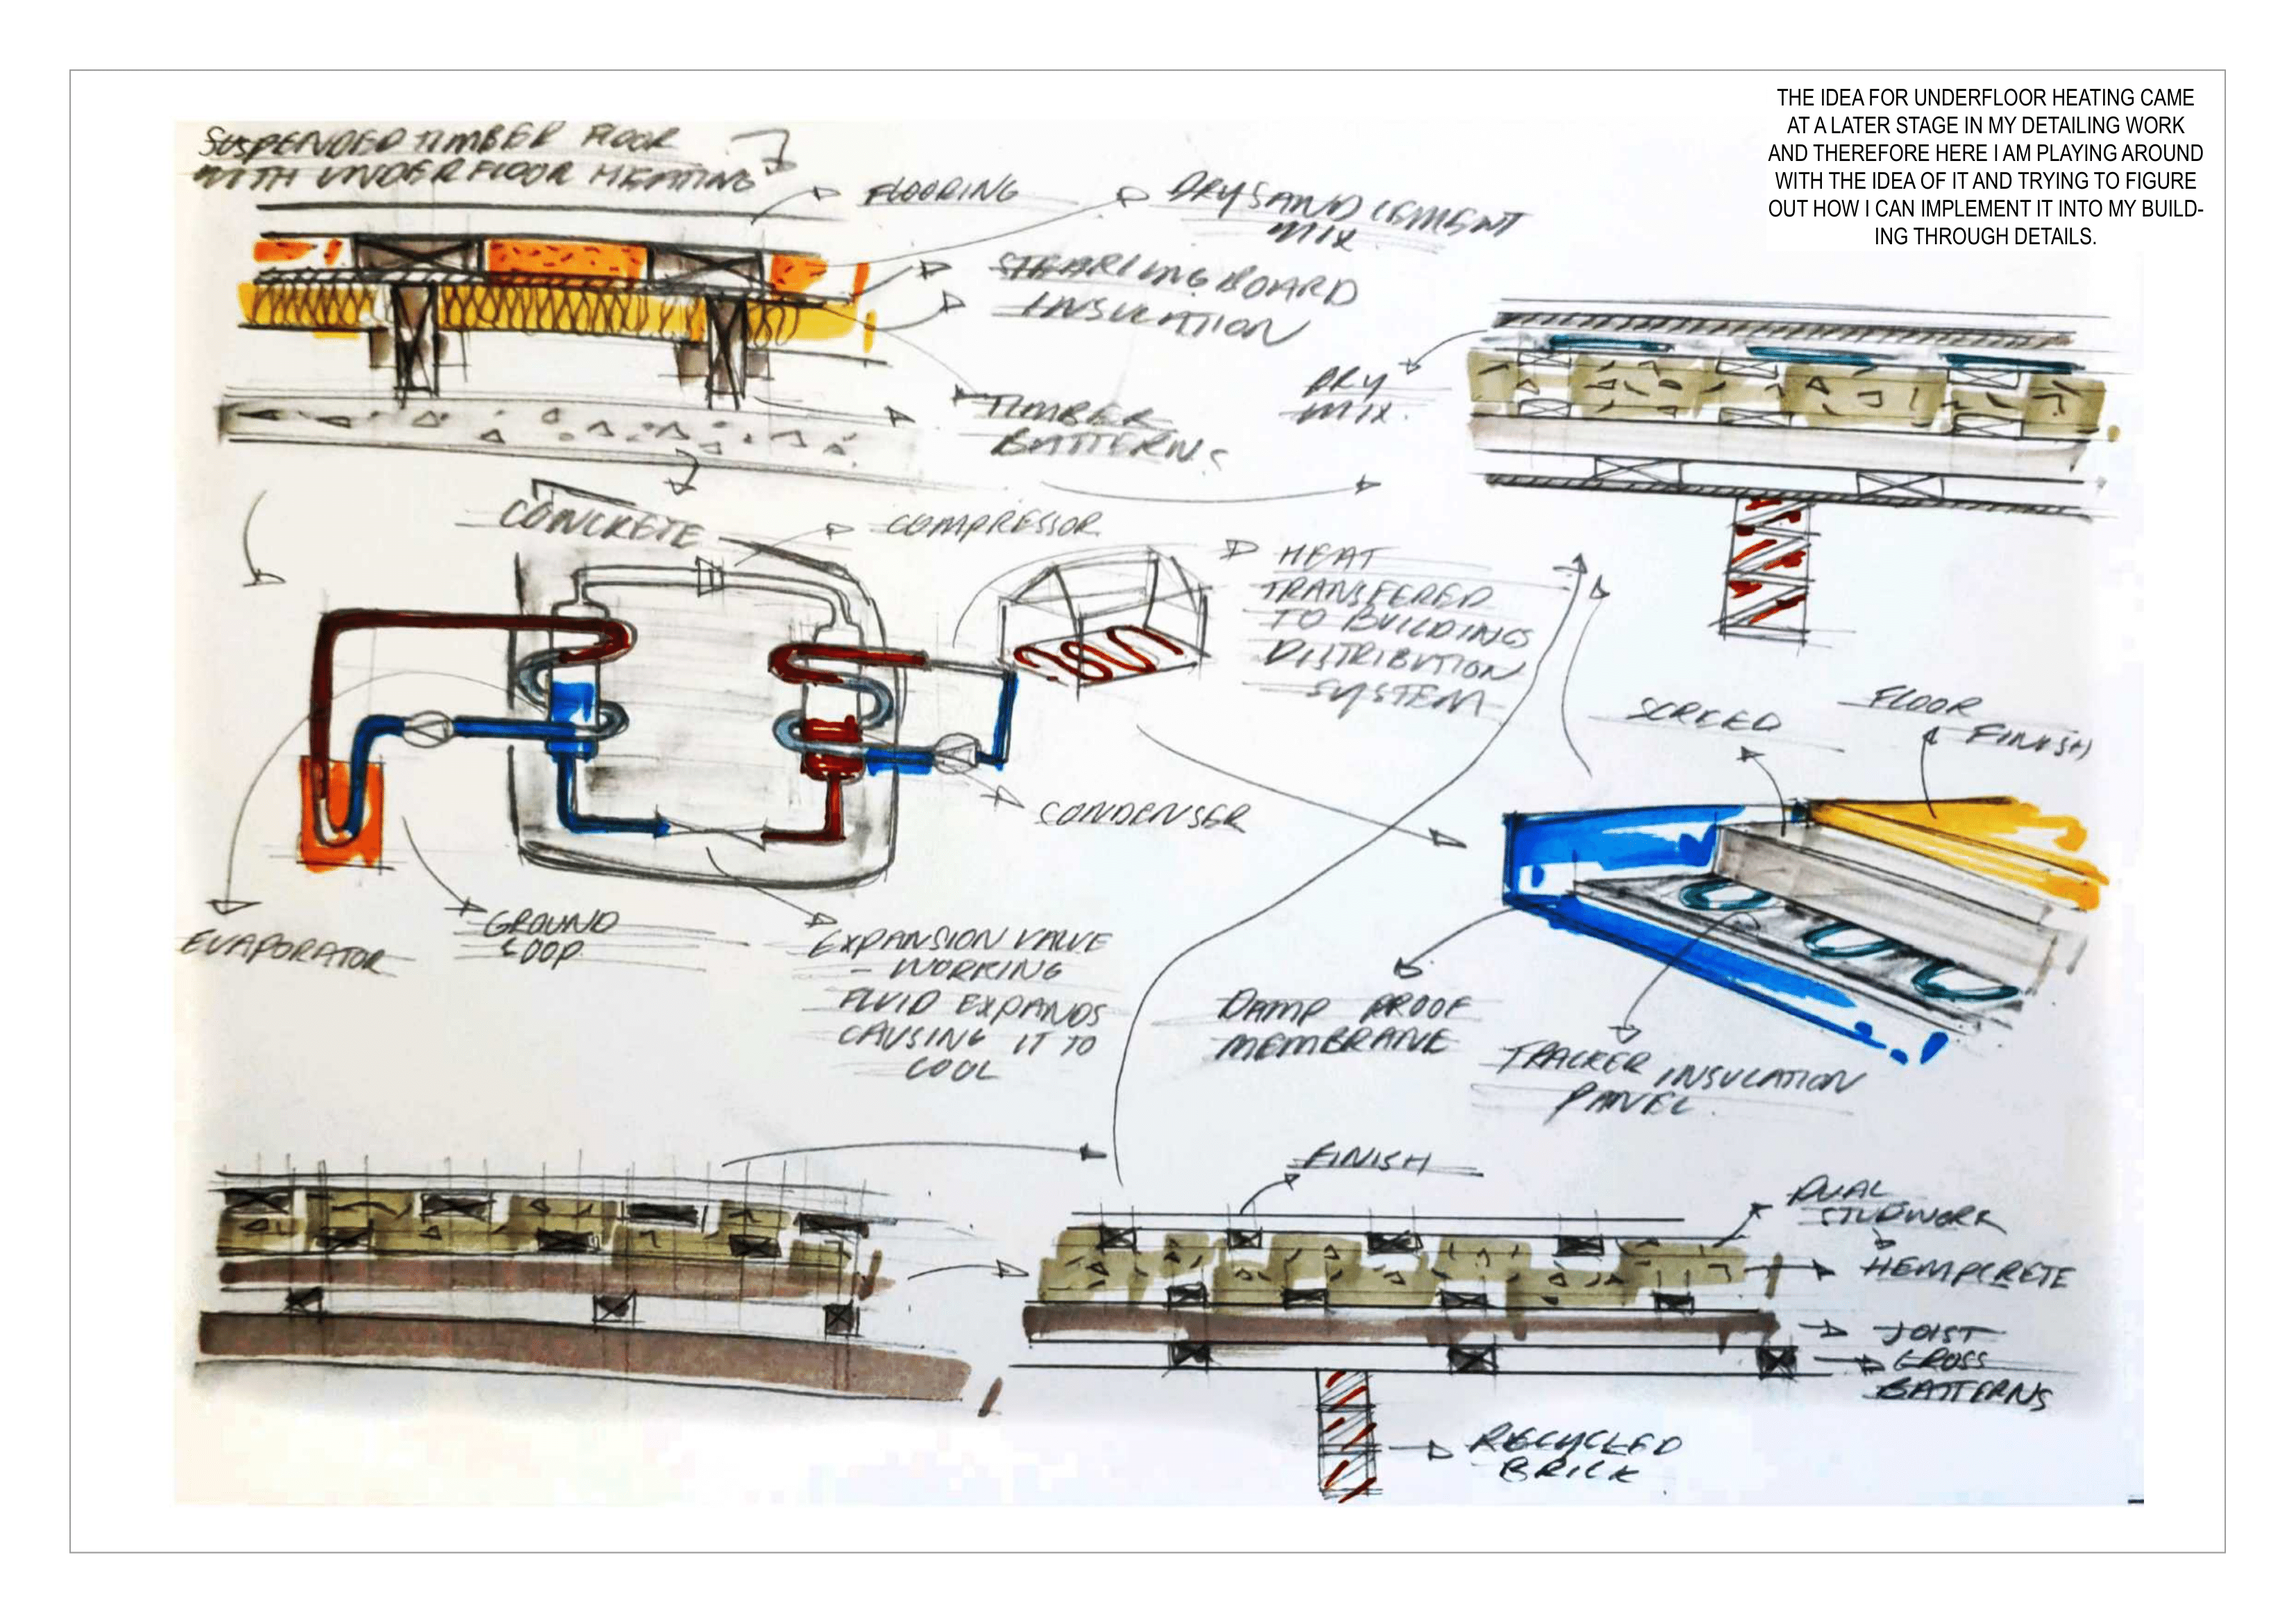 THE IDEA FOR UNDERFLOOR HEATING CAME
AT A LATER STAGE IN MY DETAILING WORK
AND THEREFORE HERE I AM PLAYING AROUND
WITH THE IDEA OF IT AND TRYING TO FIGURE
OUT HOW I CAN IMPLEMENT IT INTO MY BUILD-
ING THROUGH DETAILS.
SUSPENDED TIMBER FLOOR
WITH UNDERFLOOR HEATING
FLOORING
DRY SAND CEMENT
MIX
BOARD
INSULATION
TIMBER
BATTERNS
CONCRETE
DRY
MIX.
COMPRESSOR
HEAT
TRANSFERED
TO BUILDINGS
DISTRIBUTION
SYSTEM
CONDENSER
EVAPORATOR
GROUND
LOOP
EXPANSION VALVE
- WORKING
FLUID EXPANDS
CAUSING IT TO
COOL
SCREED
FLOOR
FINISH
DAMP PROOF
MEMBRANE
TRACKER INSULATION
PANEL.
FINISH
DUAL
STUDWORK
HEMPCRETE
JOIST
CROSS
BATTERNS
RECYCLED
BRICK